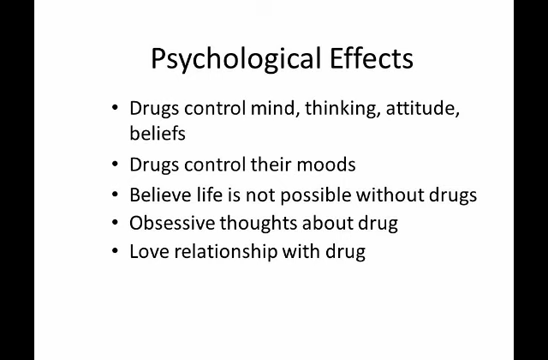 Psychological Effects
• Drugs control mind, thinking, attitude,
beliefs
• Drugs control their moods
• Believe life is not possible without drugs
• Obsessive thoughts about drug
• Love relationship with drug